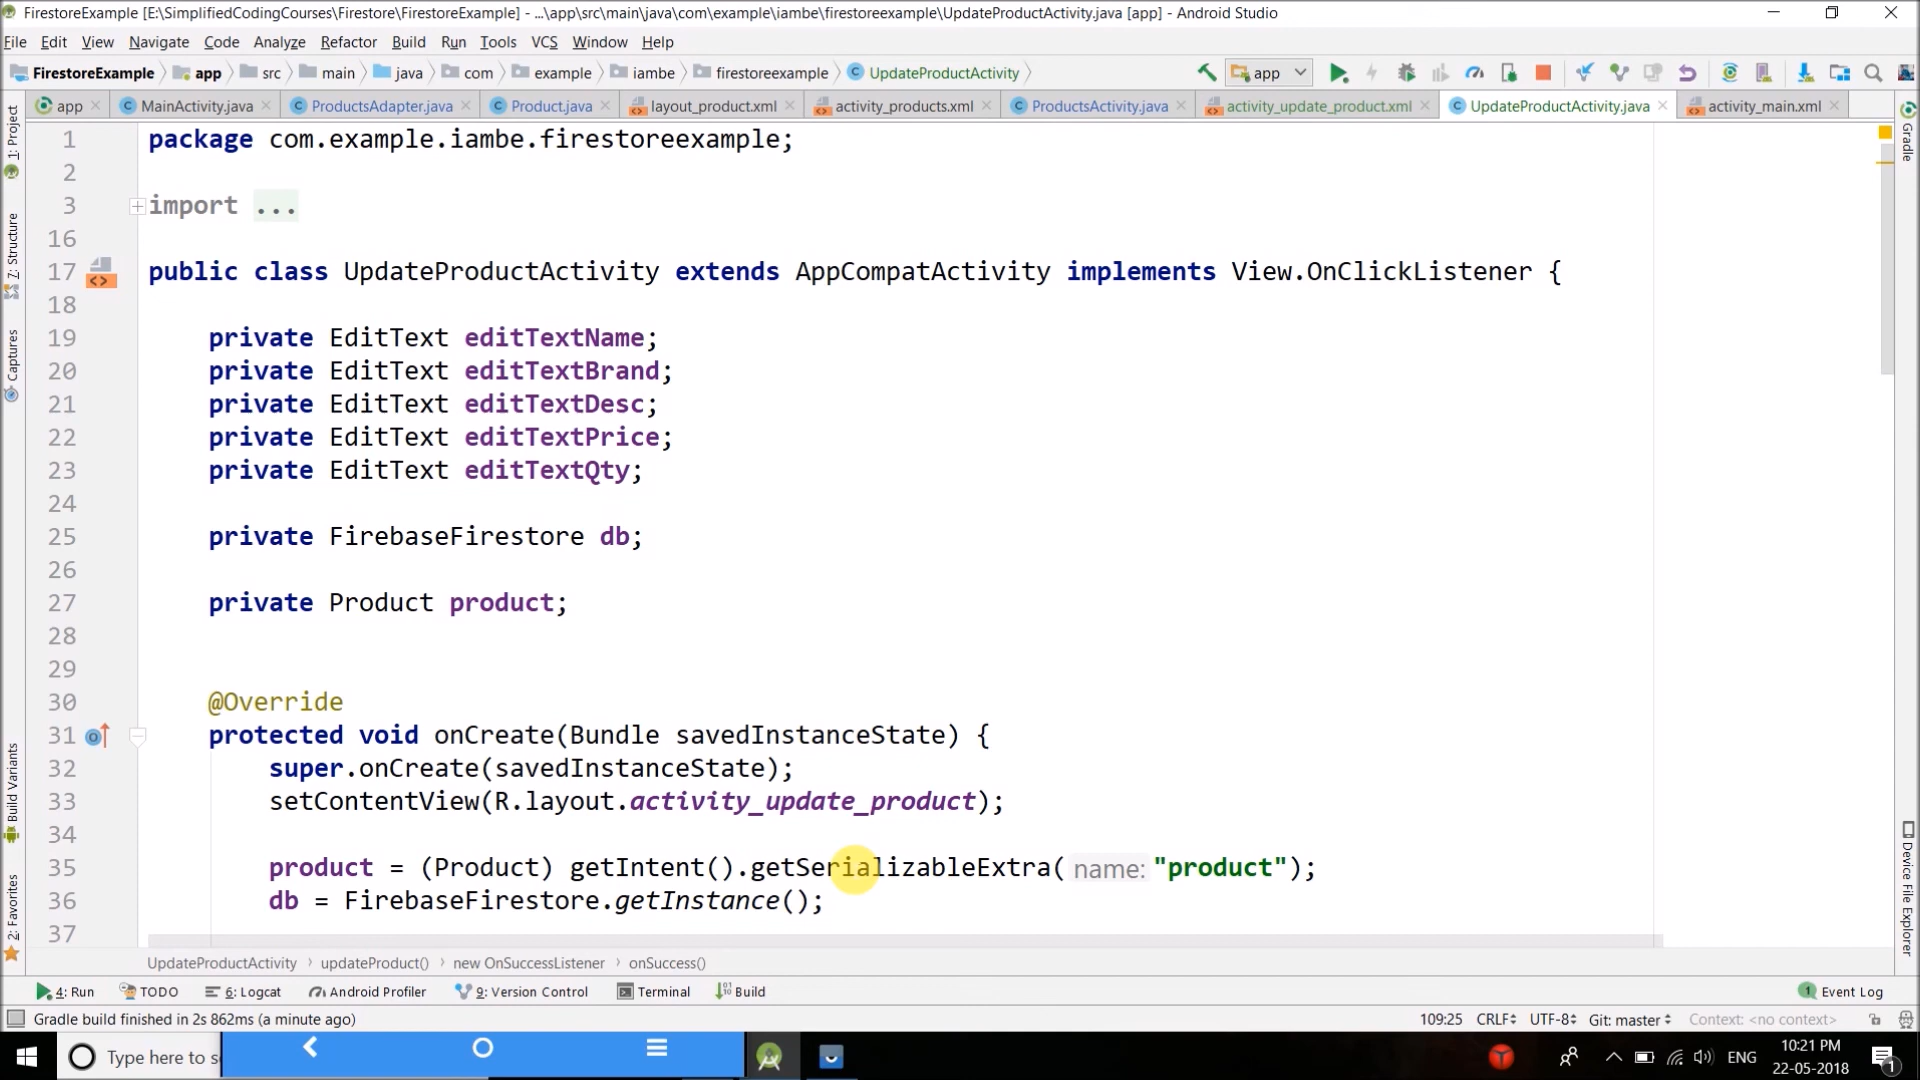 FirestoreExample [E:\SimplifiedCodingCourses\Firestore\FirestoreExample] - ...\app\src\main\java\com\example\iambe\firestoreexample\UpdateProductActivity.java [app] - Android Studio
File Edit View Navigate Code Analyze Refactor Build Run Tools VCS Window Help
FirestoreExample app src main java com example iambe firestoreexample UpdateProductActivity app
app MainActivity.java ProductsAdapter.java Product.java layout_product.xml activity_products.xml ProductsActivity.java activity_update_product.xml UpdateProductActivity.java activity_main.xml
1: Project
7: Structure
Captures
Build Variants
2: Favorites
Gradle
Device File Explorer
1 package com.example.iambe.firestoreexample;
2
3 import ...
16
17 public class UpdateProductActivity extends AppCompatActivity implements View.OnClickListener {
18
19 private EditText editTextName;
20 private EditText editTextBrand;
21 private EditText editTextDesc;
22 private EditText editTextPrice;
23 private EditText editTextQty;
24
25 private FirebaseFirestore db;
26
27 private Product product;
28
29
30 @Override
31 protected void onCreate(Bundle savedInstanceState) {
32 super.onCreate(savedInstanceState);
33 setContentView(R.layout.activity_update_product);
34
35 product = (Product) getIntent().getSerializableExtra( name: "product");
36 db = FirebaseFirestore.getInstance();
37
UpdateProductActivity updateProduct() new OnSuccessListener onSuccess()
4: Run TODO 6: Logcat Android Profiler 9: Version Control Terminal Build 1 Event Log
Gradle build finished in 2s 862ms (a minute ago) 109:25 CRLF UTF-8 Git: master Context: <no context>
Type here to s ENG 10:21 PM
22-05-2018 1